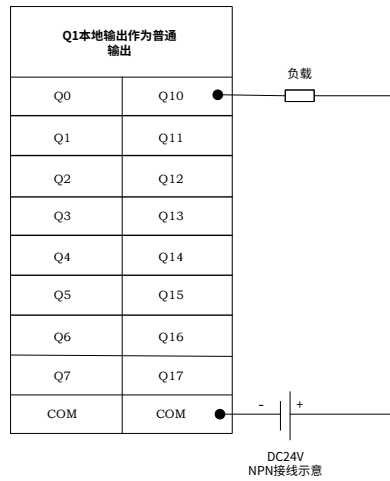 Q1本地输出作为普通
输出
负载
Q0 Q10
Q1 Q11
Q2 Q12
Q3 Q13
Q4 Q14
Q5 Q15
Q6 Q16
Q7 Q17
COM COM
- +
DC24V
NPN接线示意